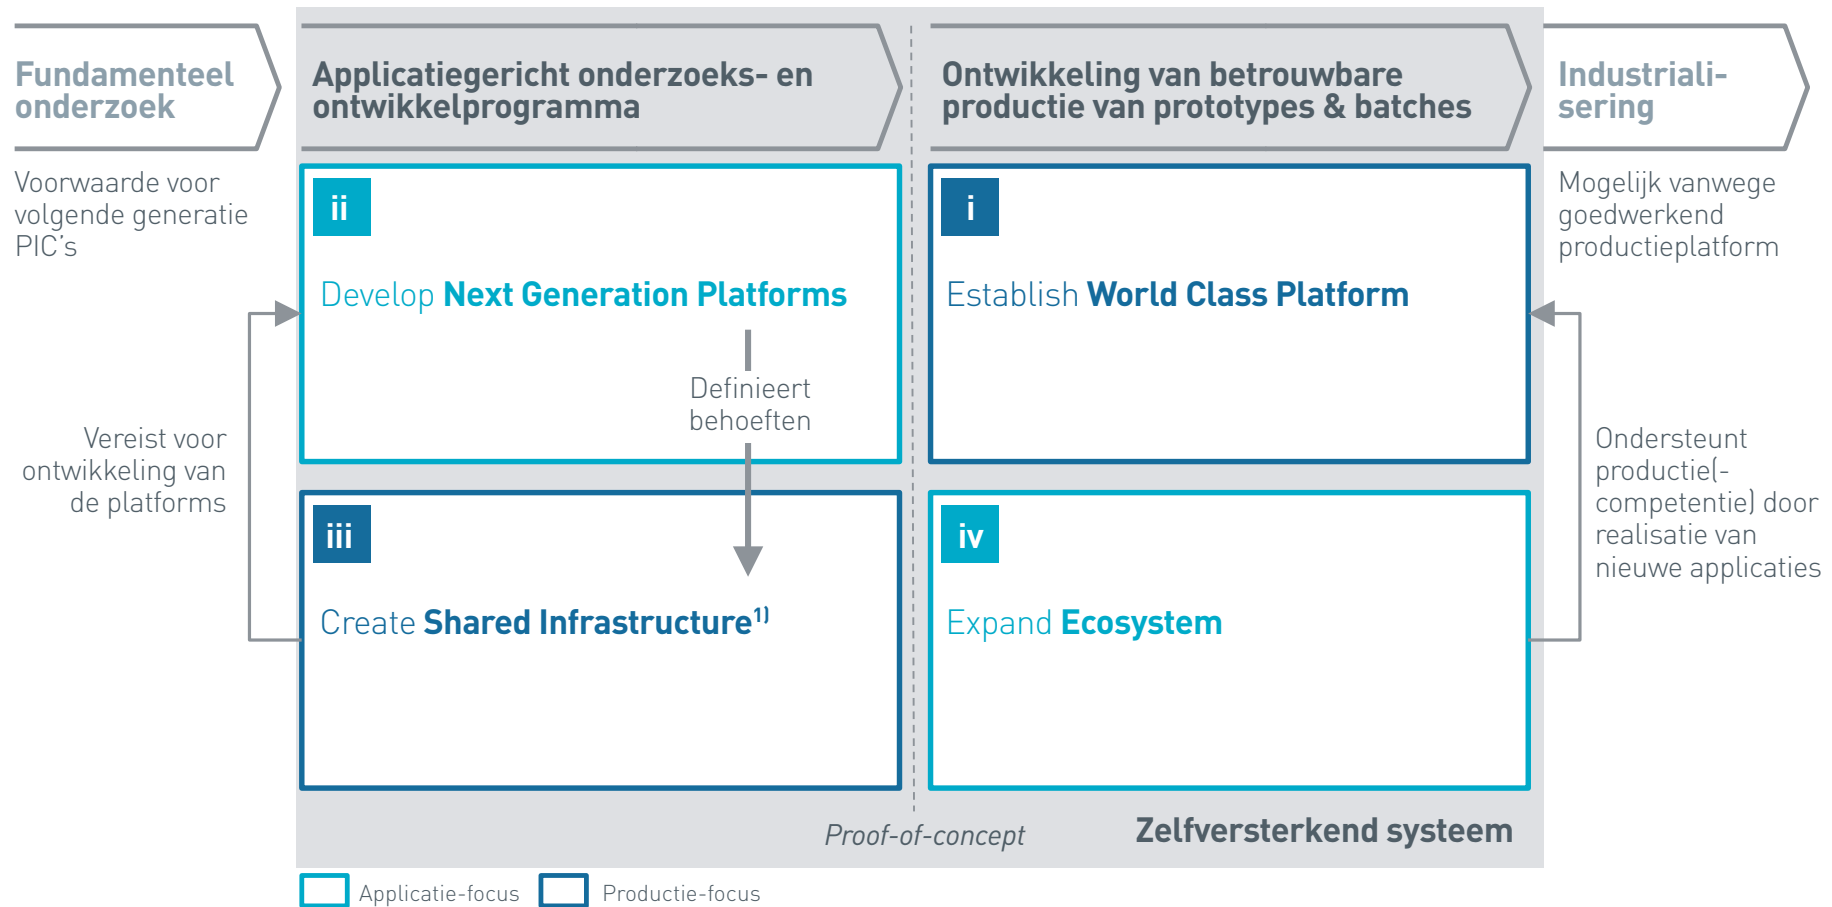 Fundamenteel
onderzoek
Applicatiegericht onderzoeks- en
ontwikkelprogramma
Ontwikkeling van betrouwbare
productie van prototypes & batches
Industriali-
sering
Voorwaarde voor
volgende generatie
PIC's
ii
Develop Next Generation Platforms
Definieert
behoeften
i
Establish World Class Platform
Mogelijk vanwege
goedwerkend
productieplatform
Vereist voor
ontwikkeling van
de platforms
iii
Create Shared Infrastructure¹⁾
iv
Expand Ecosystem
Ondersteunt
productie(-
competentie) door
realisatie van
nieuwe applicaties
Proof-of-concept
Zelfversterkend systeem
Applicatie-focus
Productie-focus